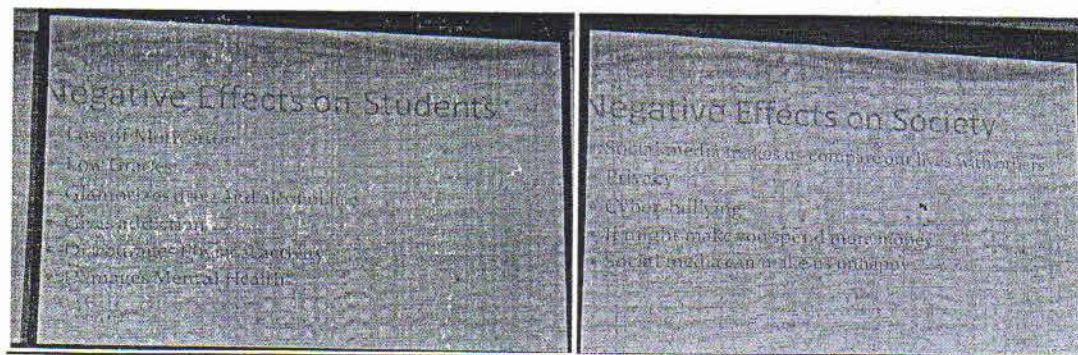 Negative Effects on Students
Loss of Motivation
Low Grades
Glamorizes drug and alcohol
Gives addiction
Discourages Physical activity
Damages Mental Health
Negative Effects on Society
Social media makes us compare our lives with others
Privacy
Cyber-bullying
It might make you spend more money
Social media can make us unhappy